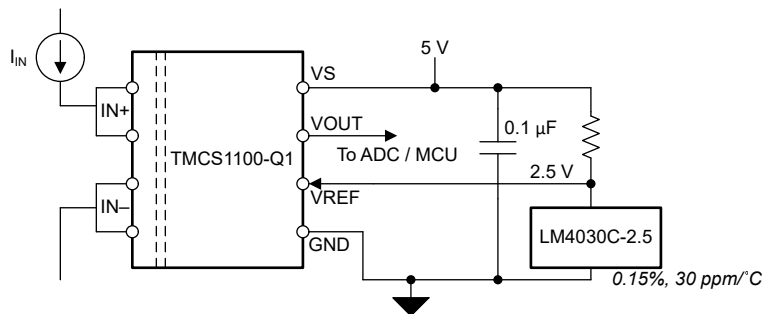 5 V
I_IN
VS
IN+
VOUT
0.1 µF
TMCS1100-Q1
To ADC / MCU
2.5 V
IN–
VREF
LM4030C-2.5
GND
0.15%, 30 ppm/˚C